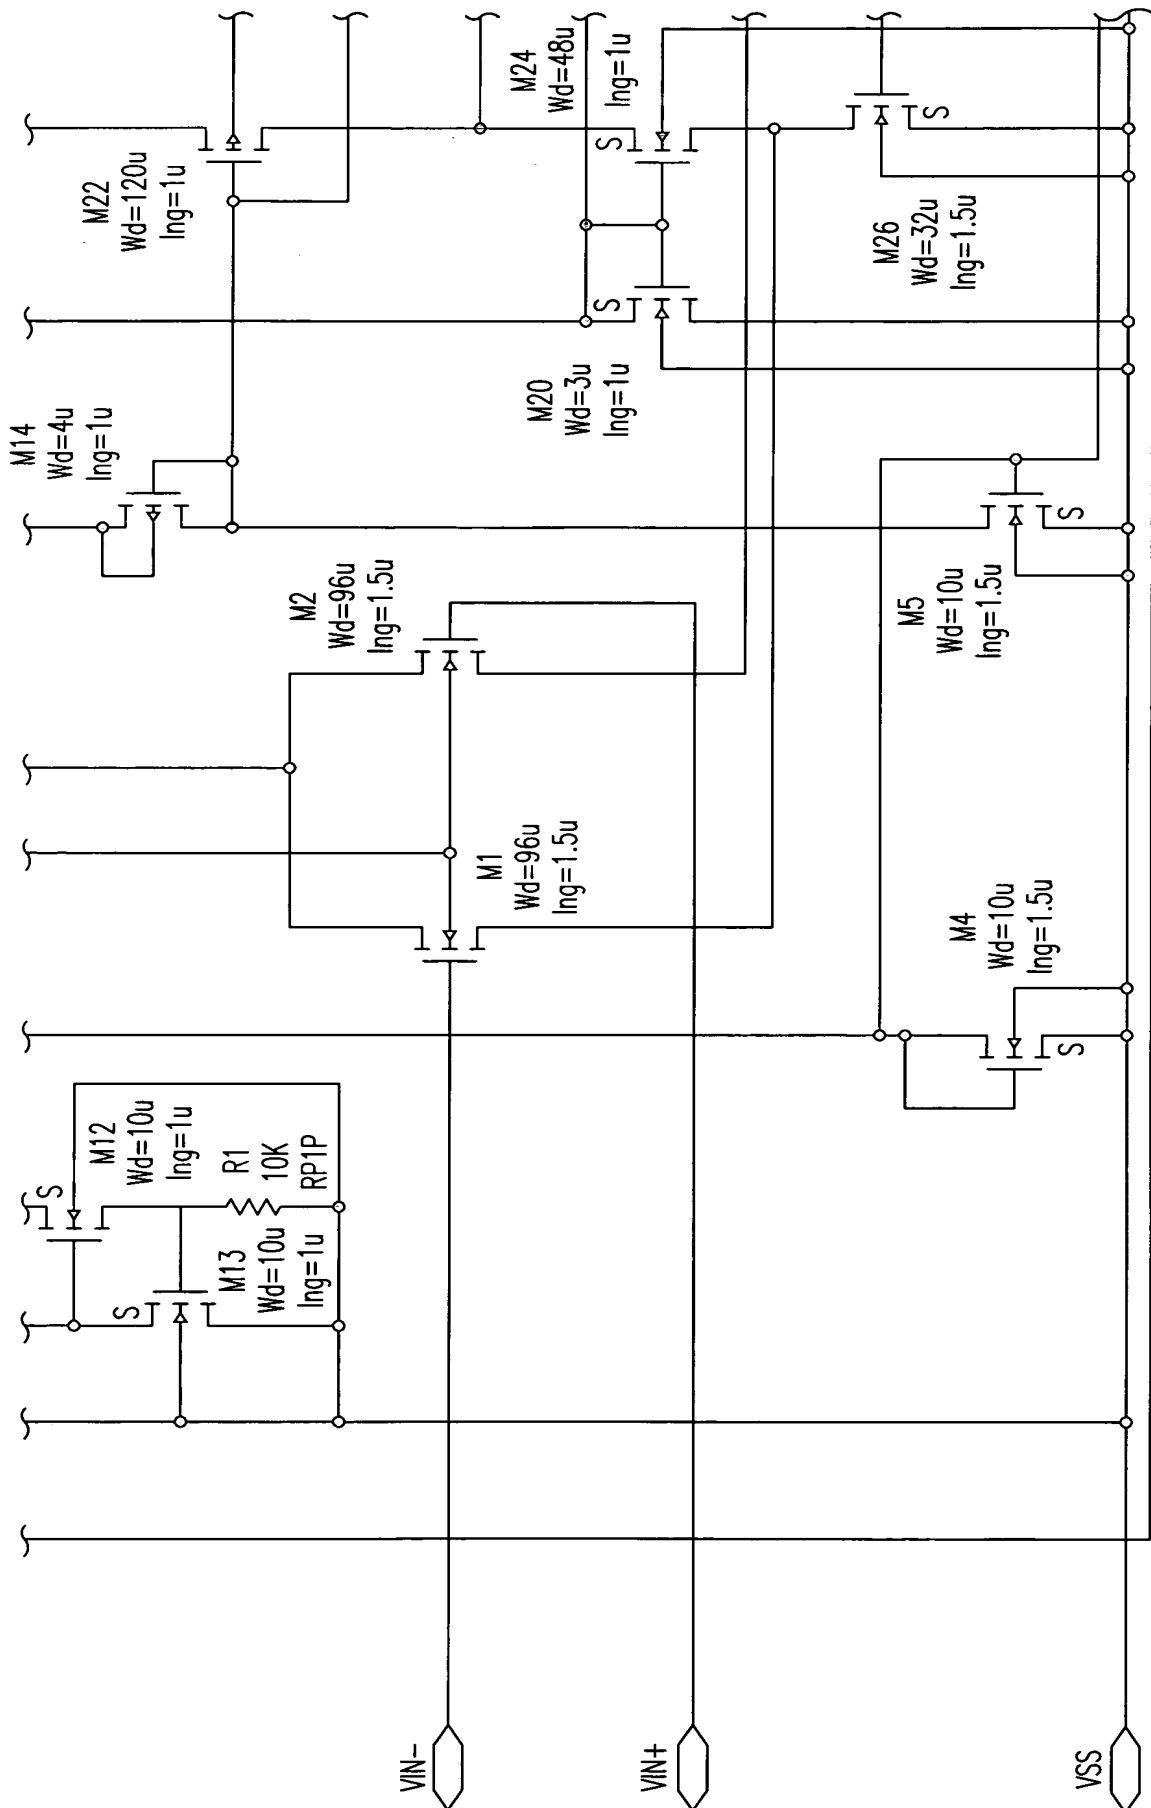 M22
Wd=120u
lng=1u
M24
Wd=48u
lng=1u
S
M14
Wd=4u
lng=1u
M20
Wd=3u
lng=1u
S
M26
Wd=32u
lng=1.5u
S
M2
Wd=96u
lng=1.5u
M5
Wd=10u
lng=1.5u
S
M1
Wd=96u
lng=1.5u
M4
Wd=10u
lng=1.5u
S
S
M12
Wd=10u
lng=1u
R1
10K
RP1P
S
M13
Wd=10u
lng=1u
VIN-
VIN+
VSS